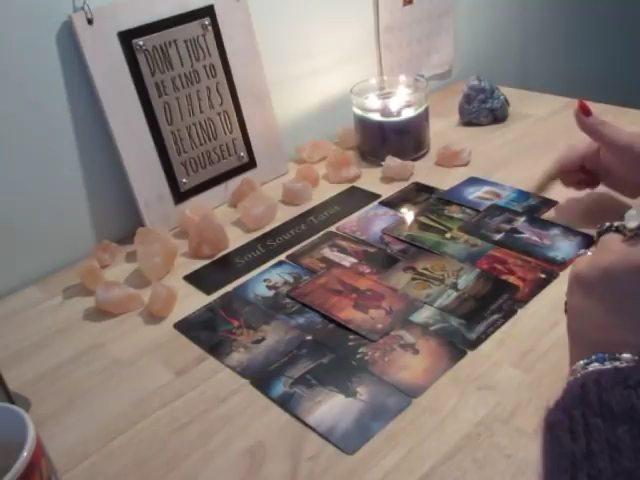 DON'T JUST
BE KIND TO
OTHERS
BE KIND TO
YOURSELF
Soul Source Tarot